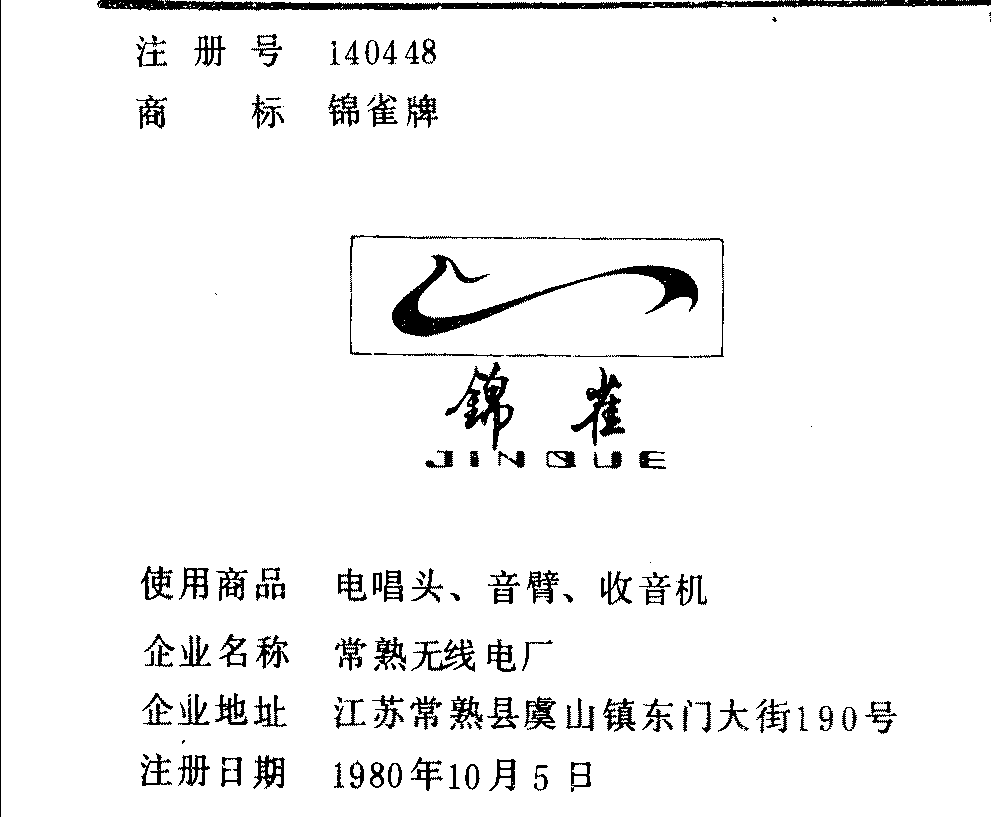 注册号 140448
商标 锦雀牌
錦雀
JINQUE
使用商品 电唱头、音臂、收音机
企业名称 常熟无线电厂
企业地址 江苏常熟县虞山镇东门大街190号
注册日期 1980年10月5日